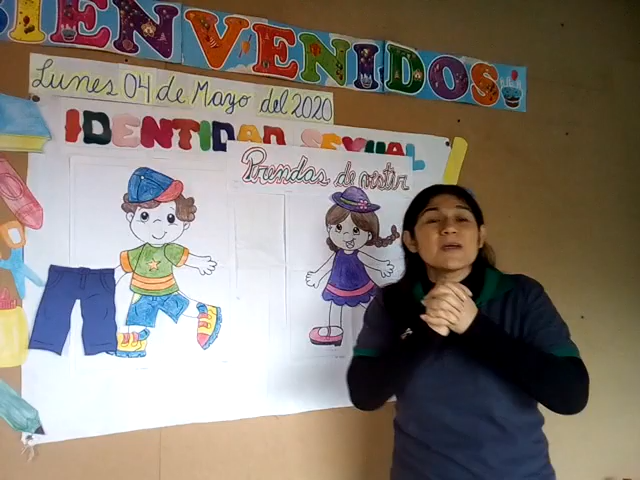 BIENVENIDOS
Lunes 04 de Mayo del 2020
IDENTIDAD SEXUAL
Prendas de vestir